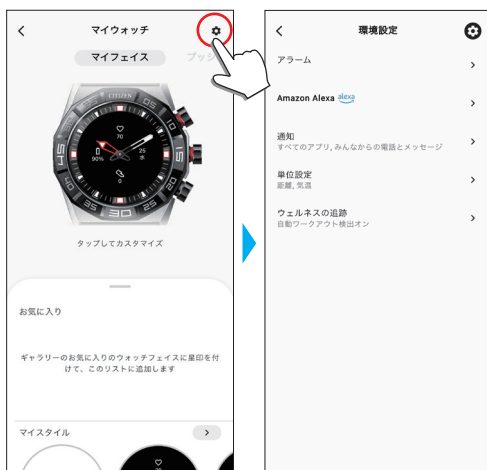 マイウォッチ
マイフェイス
プッシ
CITIZEN
05
45
15
55
30
25
70
90%
25
水
0
タップしてカスタマイズ
お気に入り
ギャラリーのお気に入りのウォッチフェイスに星印を付
けて、このリストに追加します
マイスタイル
環境設定
アラーム
Amazon Alexa alexa
通知
すべてのアプリ, みんなからの電話とメッセージ
単位設定
距離, 気温
ウェルネスの追跡
自動ワークアウト検出オン